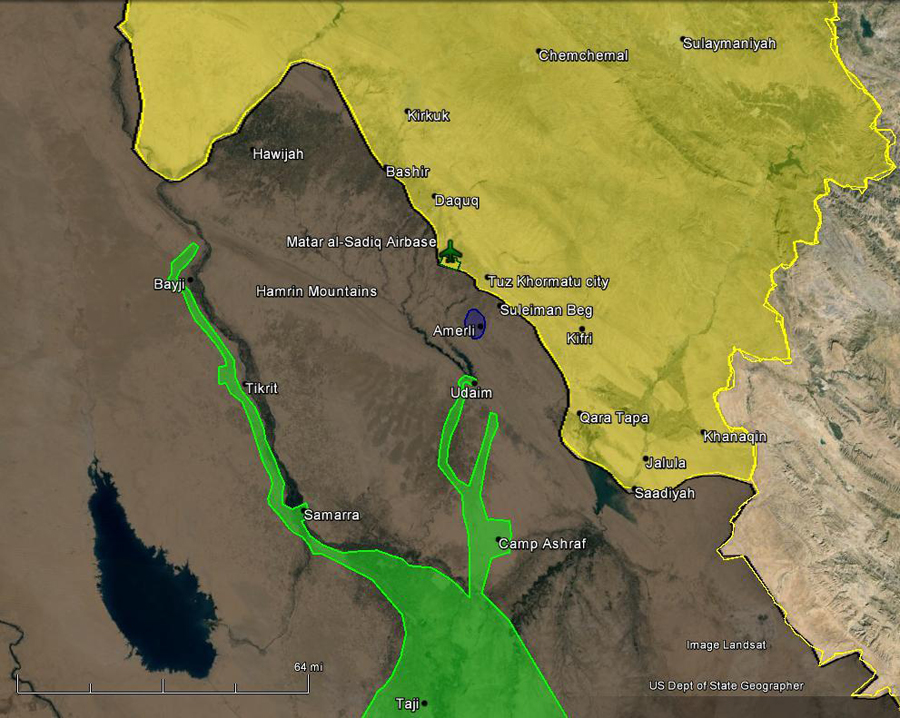 Sulaymaniyah
Chemchemal
Kirkuk
Hawijah
Bashir
Daquq
Matar al-Sadiq Airbase
Tuz Khormatu city
Bayji
Hamrin Mountains
Suleiman Beg
Amerli
Kifri
Tikrit
Udaim
Qara Tapa
Khanaqin
Jalula
Saadiyah
Samarra
Camp Ashraf
Image Landsat
64 mi
US Dept of State Geographer
Taji